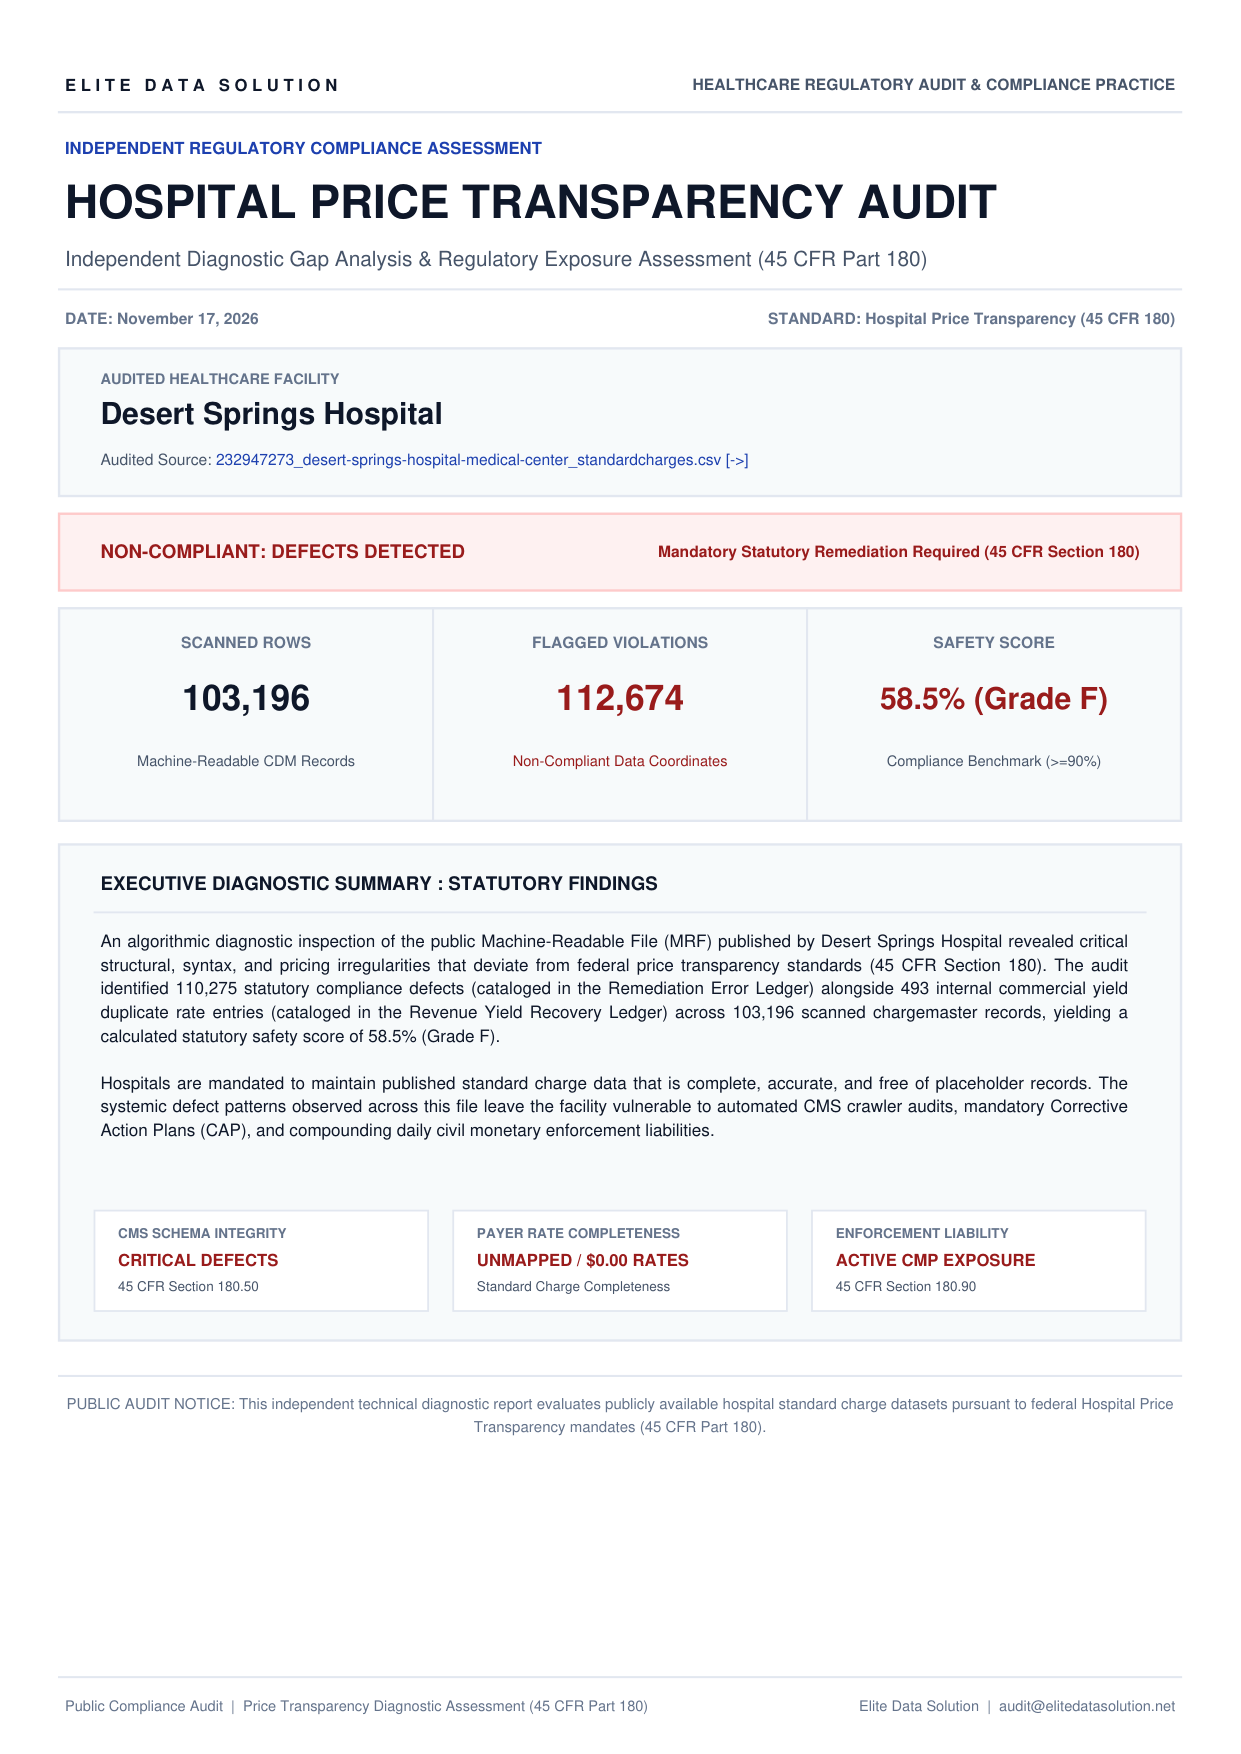 ELITE DATA SOLUTION
HEALTHCARE REGULATORY AUDIT & COMPLIANCE PRACTICE
INDEPENDENT REGULATORY COMPLIANCE ASSESSMENT
HOSPITAL PRICE TRANSPARENCY AUDIT
Independent Diagnostic Gap Analysis & Regulatory Exposure Assessment (45 CFR Part 180)
DATE: November 17, 2026
STANDARD: Hospital Price Transparency (45 CFR 180)
AUDITED HEALTHCARE FACILITY
Desert Springs Hospital
Audited Source: 232947273_desert-springs-hospital-medical-center_standardcharges.csv [->]
NON-COMPLIANT: DEFECTS DETECTED
Mandatory Statutory Remediation Required (45 CFR Section 180)
SCANNED ROWS
103,196
Machine-Readable CDM Records
FLAGGED VIOLATIONS
112,674
Non-Compliant Data Coordinates
SAFETY SCORE
58.5% (Grade F)
Compliance Benchmark (>=90%)
EXECUTIVE DIAGNOSTIC SUMMARY : STATUTORY FINDINGS
An algorithmic diagnostic inspection of the public Machine-Readable File (MRF) published by Desert Springs Hospital revealed critical
structural, syntax, and pricing irregularities that deviate from federal price transparency standards (45 CFR Section 180). The audit
identified 110,275 statutory compliance defects (cataloged in the Remediation Error Ledger) alongside 493 internal commercial yield
duplicate rate entries (cataloged in the Revenue Yield Recovery Ledger) across 103,196 scanned chargemaster records, yielding a
calculated statutory safety score of 58.5% (Grade F).
Hospitals are mandated to maintain published standard charge data that is complete, accurate, and free of placeholder records. The
systemic defect patterns observed across this file leave the facility vulnerable to automated CMS crawler audits, mandatory Corrective
Action Plans (CAP), and compounding daily civil monetary enforcement liabilities.
CMS SCHEMA INTEGRITY
CRITICAL DEFECTS
45 CFR Section 180.50
PAYER RATE COMPLETENESS
UNMAPPED / $0.00 RATES
Standard Charge Completeness
ENFORCEMENT LIABILITY
ACTIVE CMP EXPOSURE
45 CFR Section 180.90
PUBLIC AUDIT NOTICE: This independent technical diagnostic report evaluates publicly available hospital standard charge datasets pursuant to federal Hospital Price
Transparency mandates (45 CFR Part 180).
Public Compliance Audit | Price Transparency Diagnostic Assessment (45 CFR Part 180)
Elite Data Solution | audit@elitedatasolution.net